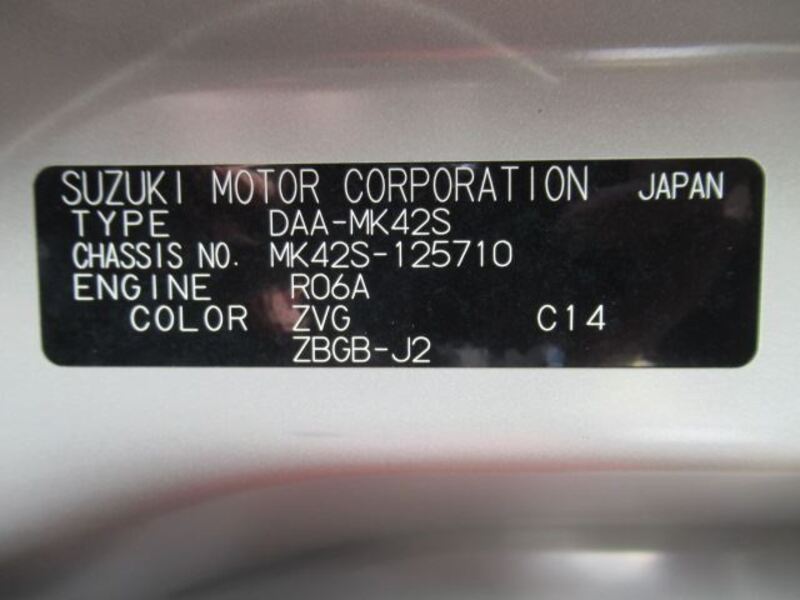 SUZUKI MOTOR CORPORATION JAPAN
TYPE DAA-MK42S
CHASSIS NO. MK42S-125710
ENGINE R06A
COLOR ZVG C14
ZBGB-J2